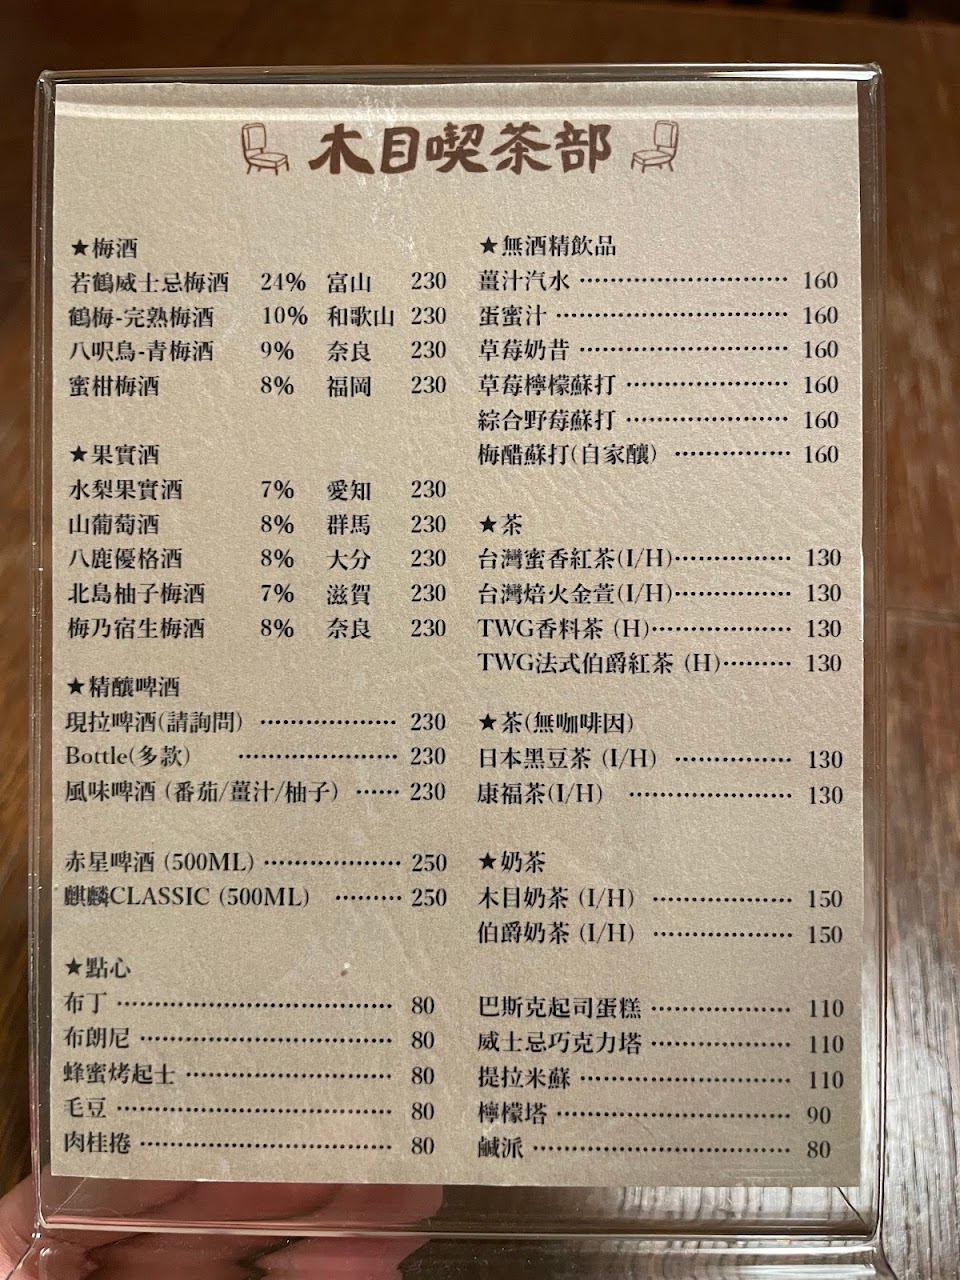 木目喫茶部
★梅酒
若鶴威士忌梅酒 24% 富山 230
鶴梅-完熟梅酒 10% 和歌山 230
八咫鳥-青梅酒 9% 奈良 230
蜜柑梅酒 8% 福岡 230
★果實酒
水梨果實酒 7% 愛知 230
山葡萄酒 8% 群馬 230
八鹿優格酒 8% 大分 230
北島柚子梅酒 7% 滋賀 230
梅乃宿生梅酒 8% 奈良 230
★精釀啤酒
現拉啤酒(請詢問) ⋯⋯⋯⋯⋯⋯ 230
Bottle(多款) ⋯⋯⋯⋯⋯⋯⋯ 230
風味啤酒 (番茄/薑汁/柚子) ⋯⋯ 230
赤星啤酒 (500ML) ⋯⋯⋯⋯⋯⋯ 250
麒麟CLASSIC (500ML) ⋯⋯⋯ 250
★點心
布丁 ⋯⋯⋯⋯⋯⋯⋯⋯⋯⋯⋯⋯ 80
布朗尼 ⋯⋯⋯⋯⋯⋯⋯⋯⋯⋯⋯ 80
蜂蜜烤起士 ⋯⋯⋯⋯⋯⋯⋯⋯⋯ 80
毛豆 ⋯⋯⋯⋯⋯⋯⋯⋯⋯⋯⋯⋯ 80
肉桂捲 ⋯⋯⋯⋯⋯⋯⋯⋯⋯⋯⋯ 80
★無酒精飲品
薑汁汽水 ⋯⋯⋯⋯⋯⋯⋯⋯⋯ 160
蛋蜜汁 ⋯⋯⋯⋯⋯⋯⋯⋯⋯⋯ 160
草莓奶昔 ⋯⋯⋯⋯⋯⋯⋯⋯⋯ 160
草莓檸檬蘇打 ⋯⋯⋯⋯⋯⋯⋯ 160
綜合野莓蘇打 ⋯⋯⋯⋯⋯⋯⋯ 160
梅醋蘇打(自家釀) ⋯⋯⋯⋯⋯ 160
★茶
台灣蜜香紅茶(I/H)⋯⋯⋯⋯⋯ 130
台灣焙火金萱(I/H)⋯⋯⋯⋯⋯ 130
TWG香料茶 (H)⋯⋯⋯⋯⋯⋯ 130
TWG法式伯爵紅茶 (H)⋯⋯⋯ 130
★茶(無咖啡因)
日本黑豆茶 (I/H) ⋯⋯⋯⋯⋯ 130
康福茶(I/H) ⋯⋯⋯⋯⋯⋯⋯ 130
★奶茶
木目奶茶 (I/H) ⋯⋯⋯⋯⋯⋯ 150
伯爵奶茶 (I/H) ⋯⋯⋯⋯⋯⋯ 150
巴斯克起司蛋糕 ⋯⋯⋯⋯⋯⋯ 110
威士忌巧克力塔 ⋯⋯⋯⋯⋯⋯ 110
提拉米蘇 ⋯⋯⋯⋯⋯⋯⋯⋯⋯ 110
檸檬塔 ⋯⋯⋯⋯⋯⋯⋯⋯⋯⋯ 90
鹹派 ⋯⋯⋯⋯⋯⋯⋯⋯⋯⋯⋯ 80